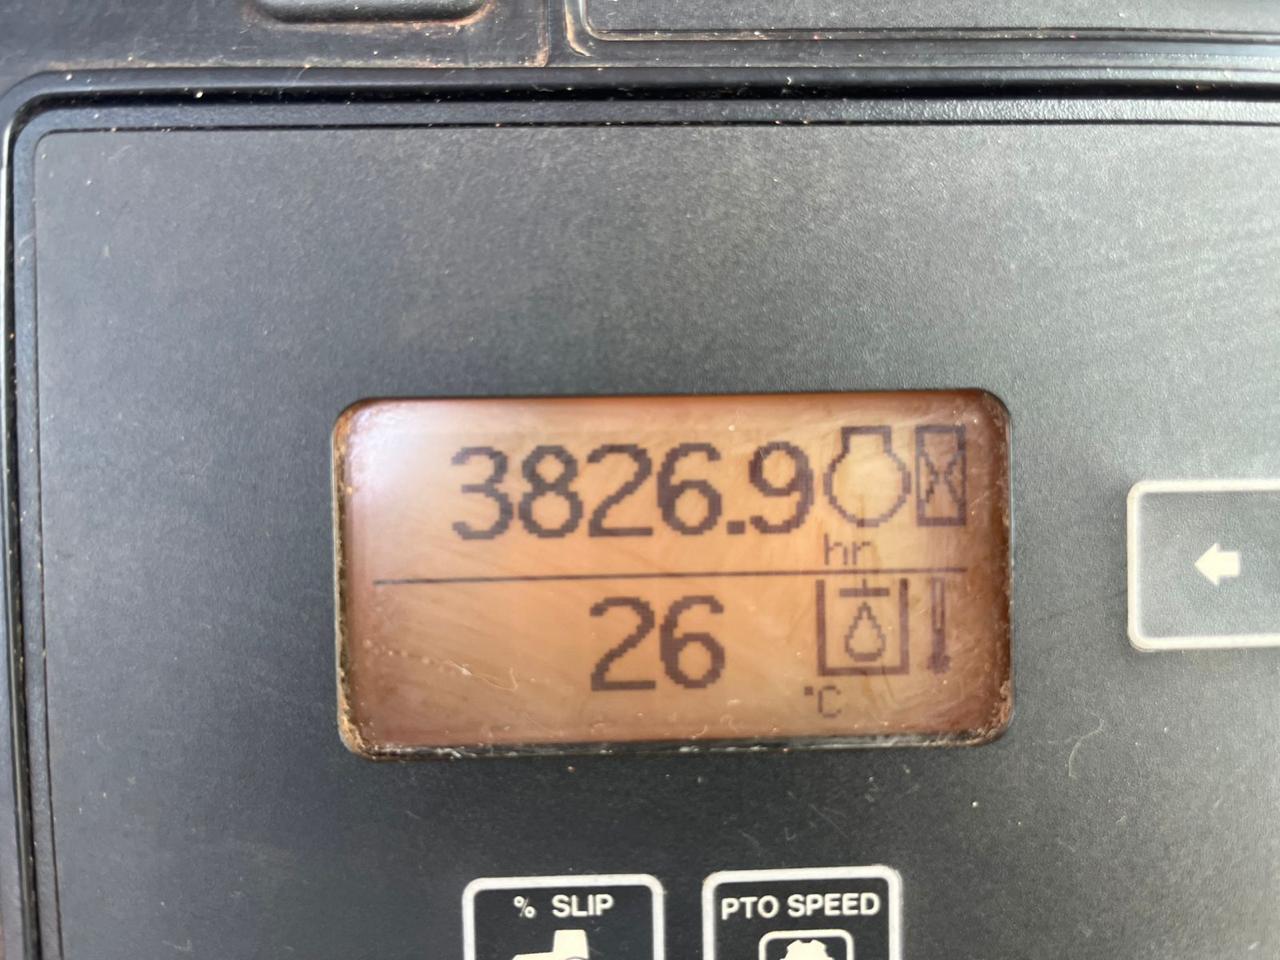 3826.9
hr
26
°C
% SLIP
PTO SPEED